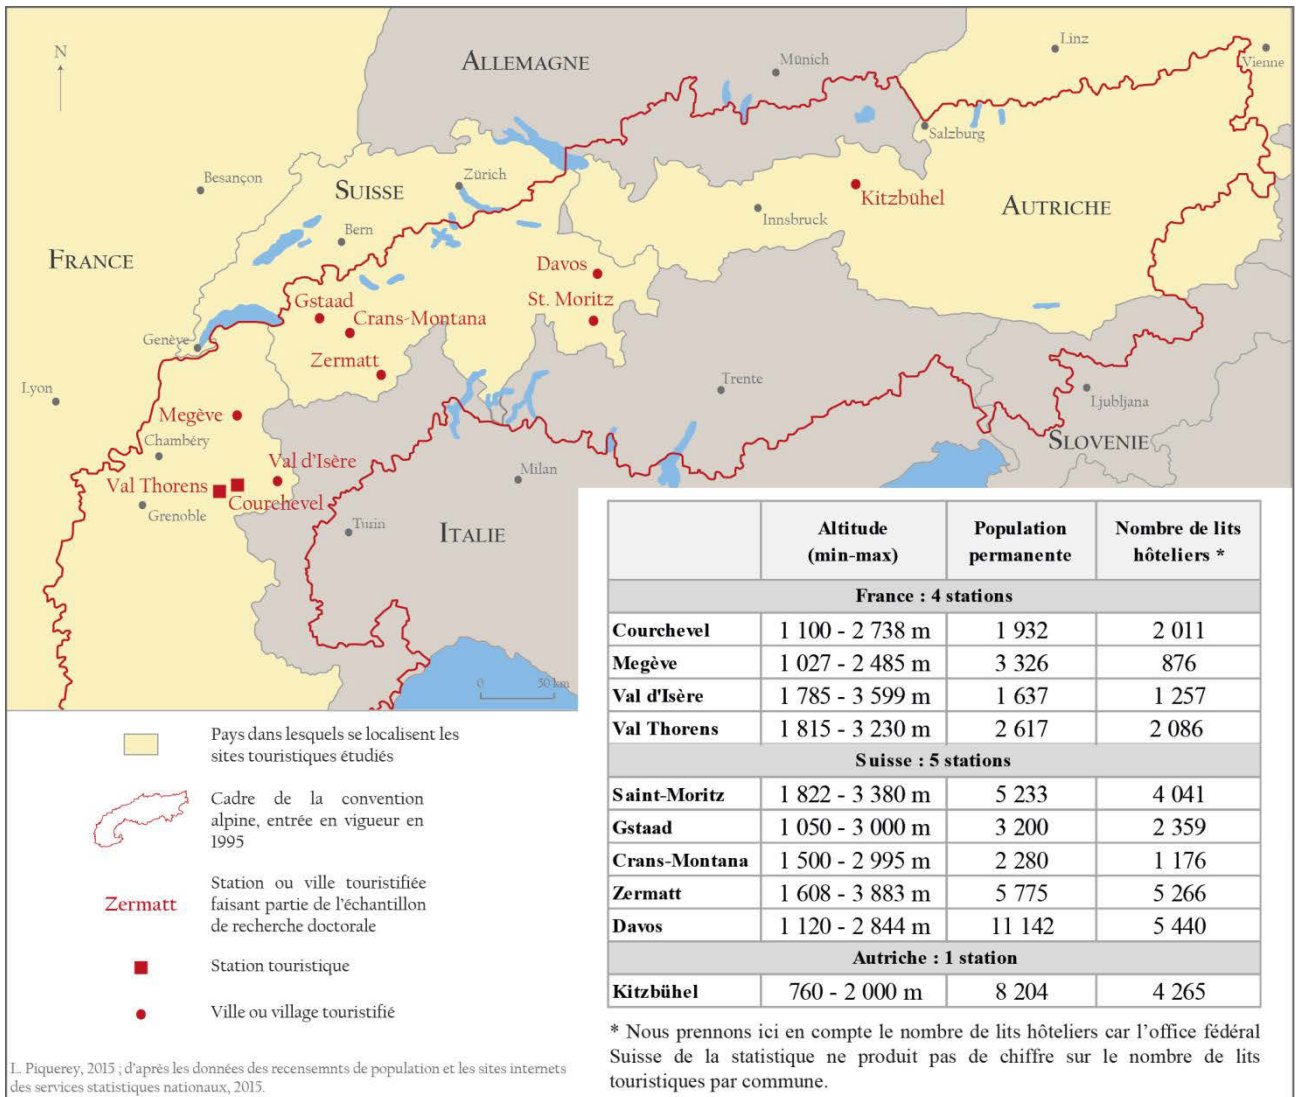 N
ALLEMAGNE
Münich
Linz
Vienne
Salzburg
Besançon
SUISSE
Zürich
Kitzbühel
AUTRICHE
Innsbruck
Bern
FRANCE
Davos
St. Moritz
Gstaad
Crans-Montana
Genève
Zermatt
Lyon
Trente
Ljubljana
Megève
SLOVENIE
Chambéry
Val d'Isère
Milan
Val Thorens
Courchevel
Grenoble
Turin
ITALIE
0 50 km
Pays dans lesquels se localisent les
sites touristiques étudiés
Cadre de la convention
alpine, entrée en vigueur en
1995
Zermatt
Station ou ville touristifiée
faisant partie de l'échantillon
de recherche doctorale
Station touristique
Ville ou village touristifié
L. Piquerey, 2015 ; d'après les données des recensemnts de population et les sites internets
des services statistiques nationaux, 2015.
Altitude
(min-max)
Population
permanente
Nombre de lits
hôteliers *
France : 4 stations
Courchevel 1 100 - 2 738 m 1 932 2 011
Megève 1 027 - 2 485 m 3 326 876
Val d'Isère 1 785 - 3 599 m 1 637 1 257
Val Thorens 1 815 - 3 230 m 2 617 2 086
Suisse : 5 stations
Saint-Moritz 1 822 - 3 380 m 5 233 4 041
Gstaad 1 050 - 3 000 m 3 200 2 359
Crans-Montana 1 500 - 2 995 m 2 280 1 176
Zermatt 1 608 - 3 883 m 5 775 5 266
Davos 1 120 - 2 844 m 11 142 5 440
Autriche : 1 station
Kitzbühel 760 - 2 000 m 8 204 4 265
* Nous prennons ici en compte le nombre de lits hôteliers car l'office fédéral
Suisse de la statistique ne produit pas de chiffre sur le nombre de lits
touristiques par commune.